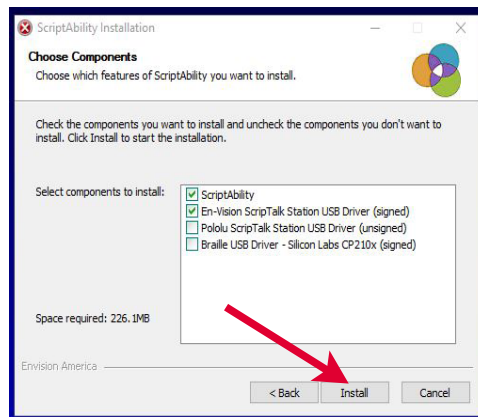 ScriptAbility Installation
Choose Components
Choose which features of ScriptAbility you want to install.
Check the components you want to install and uncheck the components you don't want to
install. Click Install to start the installation.
Select components to install:
ScriptAbility
En-Vision ScripTalk Station USB Driver (signed)
Pololu ScripTalk Station USB Driver (unsigned)
Braille USB Driver - Silicon Labs CP210x (signed)
Space required: 226.1MB
Envision America
< Back Install Cancel